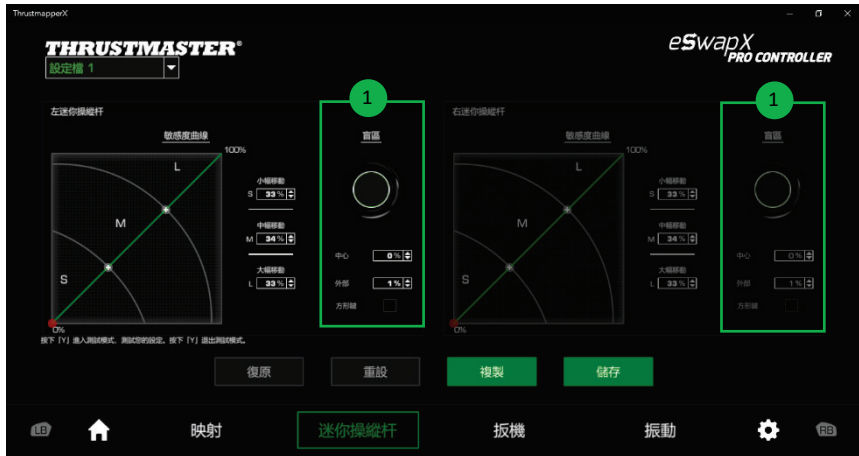 ThrustmapperX
THRUSTMASTER®
eSwapX
PRO CONTROLLER
設定檔 1
左迷你操縱杆
敏感度曲線
100%
L
M
S
0%
小幅移動
S 33%
中幅移動
M 34%
大幅移動
L 33%
1
盲區
中心 0%
外部 1%
方形鍵
右迷你操縱杆
敏感度曲線
100%
L
M
S
0%
小幅移動
S 33%
中幅移動
M 34%
大幅移動
L 33%
1
盲區
中心 0%
外部 1%
方形鍵
按下「Y」進入測試模式，測試您的設定。按下「Y」退出測試模式。
復原
重設
複製
儲存
LB
映射
迷你操縱杆
扳機
振動
RB